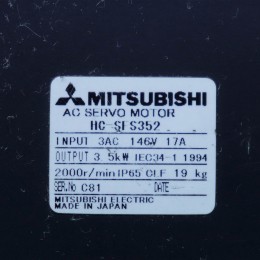 MITSUBISHI
AC SERVO MOTOR
HC-SFS352
INPUT 3AC 146V 17A
OUTPUT 3.5kW IEC34-1 1994
2000r/min IP65 CLF 19 kg
SER.No C81 DATE
MITSUBISHI ELECTRIC
MADE IN JAPAN